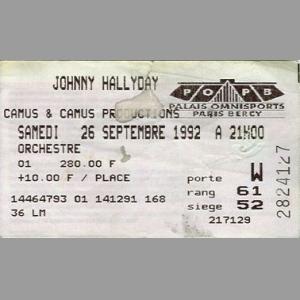 JOHNNY HALLYDAY
P O P B
PALAIS OMNISPORTS
PARIS BERCY
CAMUS & CAMUS PRODUCTIONS
SAMEDI 26 SEPTEMBRE 1992 A 21H00
ORCHESTRE
01 280.00 F
+10.00 F / PLACE
porte W
rang 61
siege 52
14464793 01 141291 168
36 LM
217129
2824127